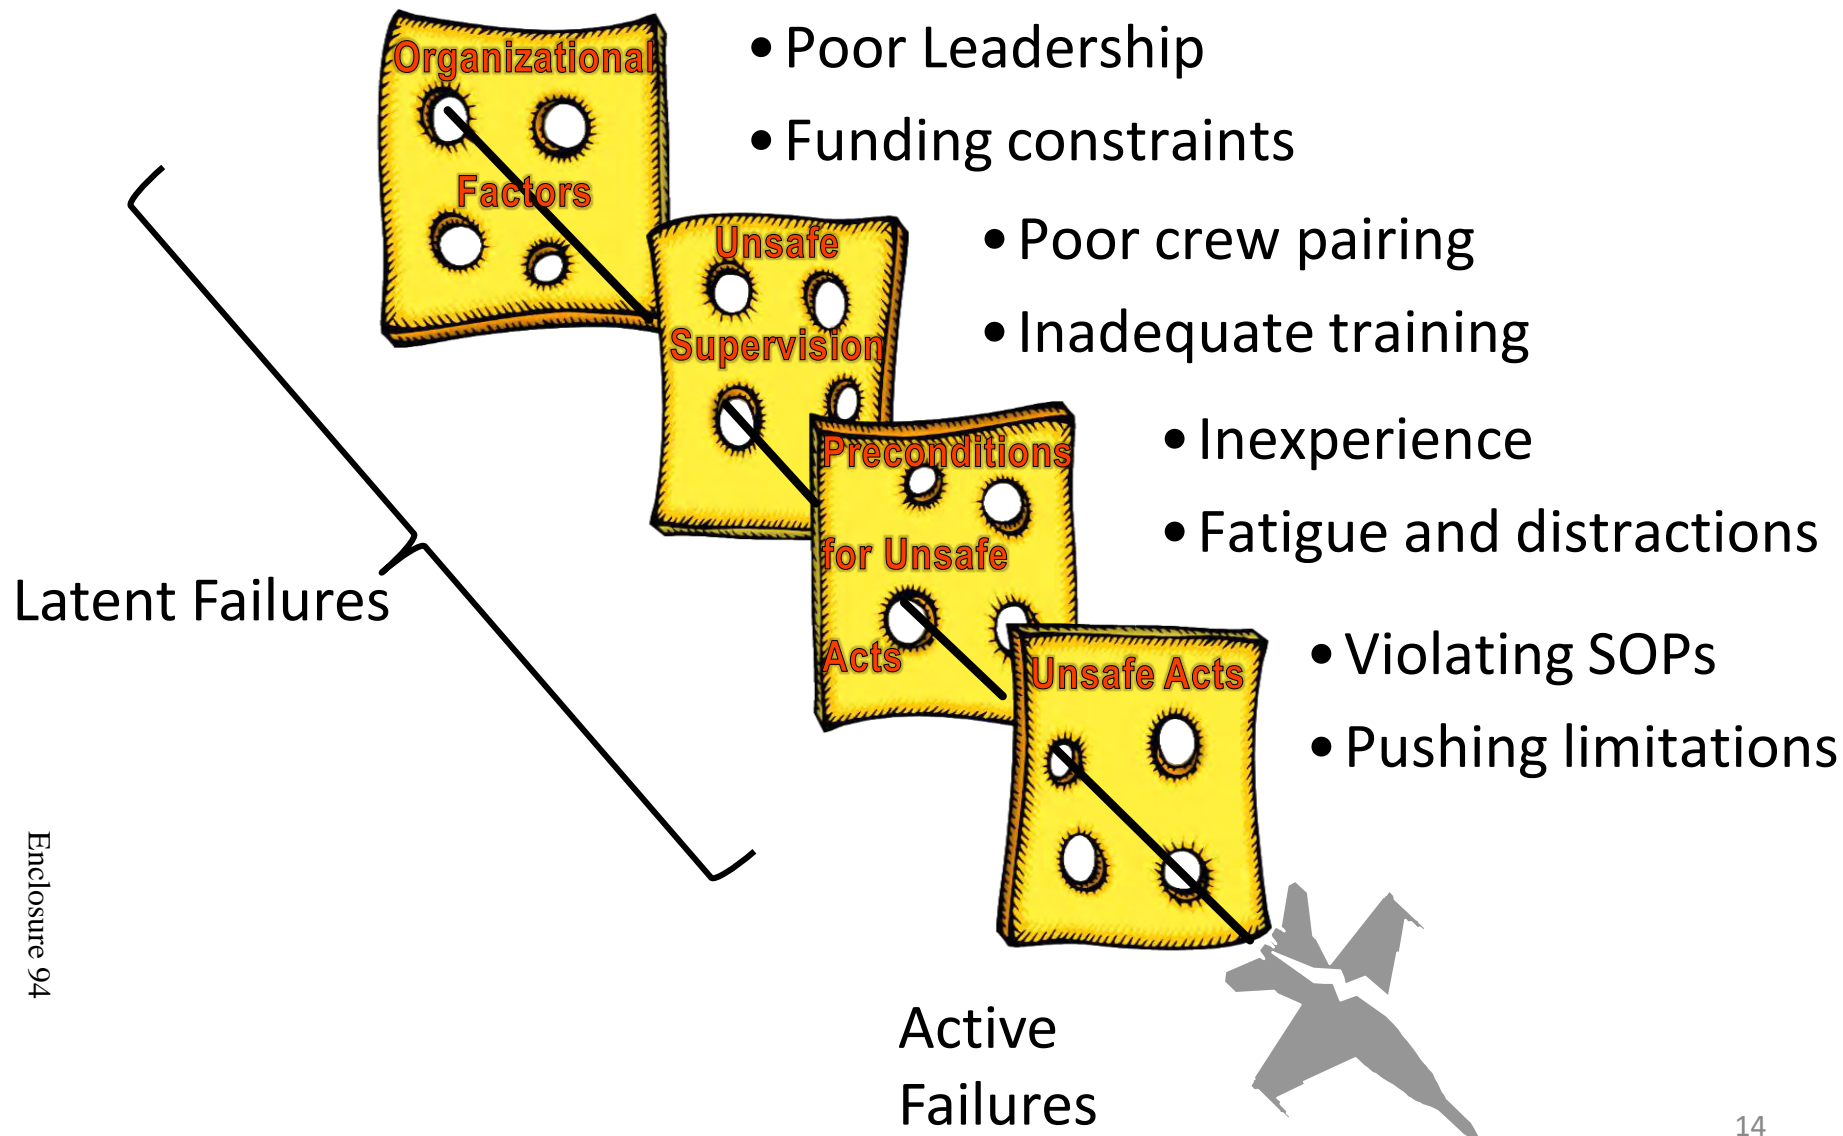 Organizational
Factors
• Poor Leadership
• Funding constraints
Unsafe
Supervision
• Poor crew pairing
• Inadequate training
Preconditions
for Unsafe
Acts
• Inexperience
• Fatigue and distractions
Latent Failures
Unsafe Acts
• Violating SOPs
• Pushing limitations
Enclosure 94
Active
Failures
14